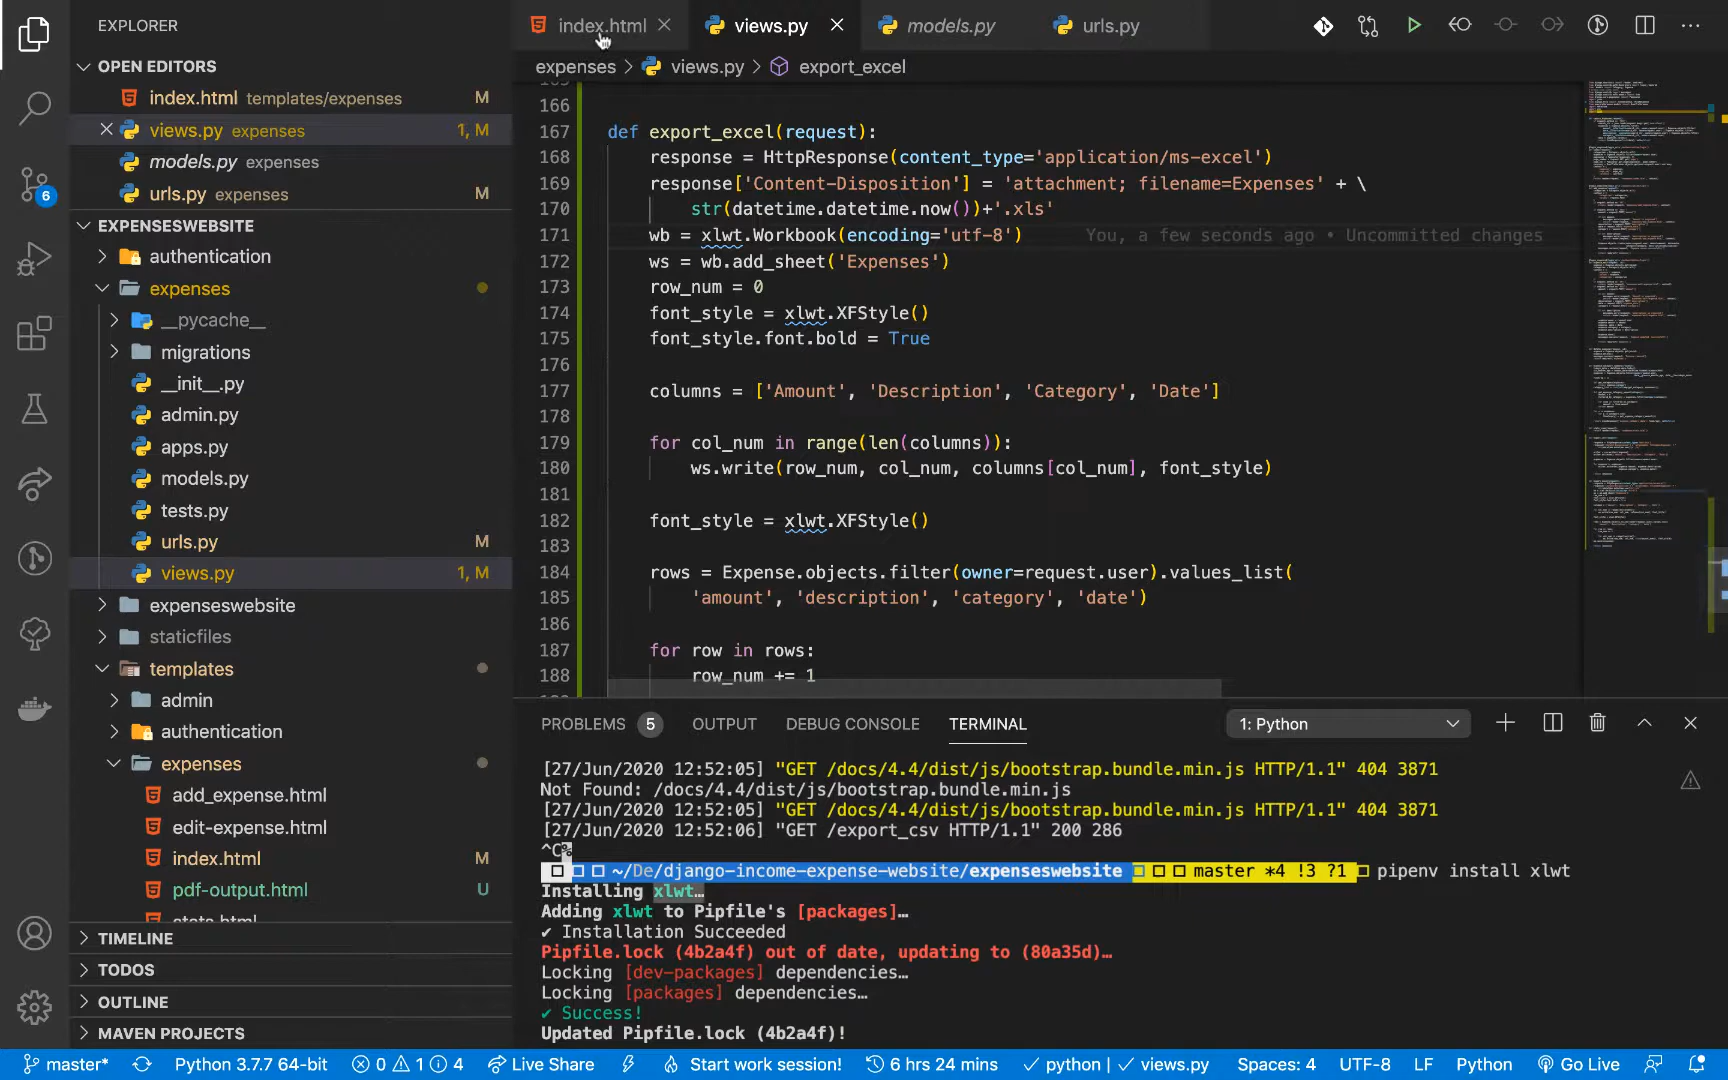 EXPLORER
OPEN EDITORS
index.html templates/expenses M
views.py expenses 1, M
models.py expenses
urls.py expenses M
EXPENSESWEBSITE
authentication
expenses
__pycache__
migrations
__init__.py
admin.py
apps.py
models.py
tests.py
urls.py M
views.py 1, M
expenseswebsite
staticfiles
templates
admin
authentication
expenses
add_expense.html
edit-expense.html
index.html M
pdf-output.html U
stats.html
TIMELINE
TODOS
OUTLINE
MAVEN PROJECTS
6
index.html views.py models.py urls.py
expenses > views.py > export_excel
165
166
167 def export_excel(request):
168 response = HttpResponse(content_type='application/ms-excel')
169 response['Content-Disposition'] = 'attachment; filename=Expenses' + \
170 str(datetime.datetime.now())+'.xls'
171 wb = xlwt.Workbook(encoding='utf-8') You, a few seconds ago • Uncommitted changes
172 ws = wb.add_sheet('Expenses')
173 row_num = 0
174 font_style = xlwt.XFStyle()
175 font_style.font.bold = True
176
177 columns = ['Amount', 'Description', 'Category', 'Date']
178
179 for col_num in range(len(columns)):
180 ws.write(row_num, col_num, columns[col_num], font_style)
181
182 font_style = xlwt.XFStyle()
183
184 rows = Expense.objects.filter(owner=request.user).values_list(
185 'amount', 'description', 'category', 'date')
186
187 for row in rows:
188 row_num += 1
PROBLEMS 5 OUTPUT DEBUG CONSOLE TERMINAL 1: Python
[27/Jun/2020 12:52:05] "GET /docs/4.4/dist/js/bootstrap.bundle.min.js HTTP/1.1" 404 3871
Not Found: /docs/4.4/dist/js/bootstrap.bundle.min.js
[27/Jun/2020 12:52:05] "GET /docs/4.4/dist/js/bootstrap.bundle.min.js HTTP/1.1" 404 3871
[27/Jun/2020 12:52:06] "GET /export_csv HTTP/1.1" 200 286
^C%
~/De/django-income-expense-website/expenseswebsite master *4 !3 ?1 pipenv install xlwt
Installing xlwt…
Adding xlwt to Pipfile's [packages]…
✔ Installation Succeeded
Pipfile.lock (4b2a4f) out of date, updating to (80a35d)…
Locking [dev-packages] dependencies…
Locking [packages] dependencies…
✔ Success!
Updated Pipfile.lock (4b2a4f)!
master* Python 3.7.7 64-bit 0 1 4 Live Share Start work session! 6 hrs 24 mins ✓ python | ✓ views.py Spaces: 4 UTF-8 LF Python Go Live